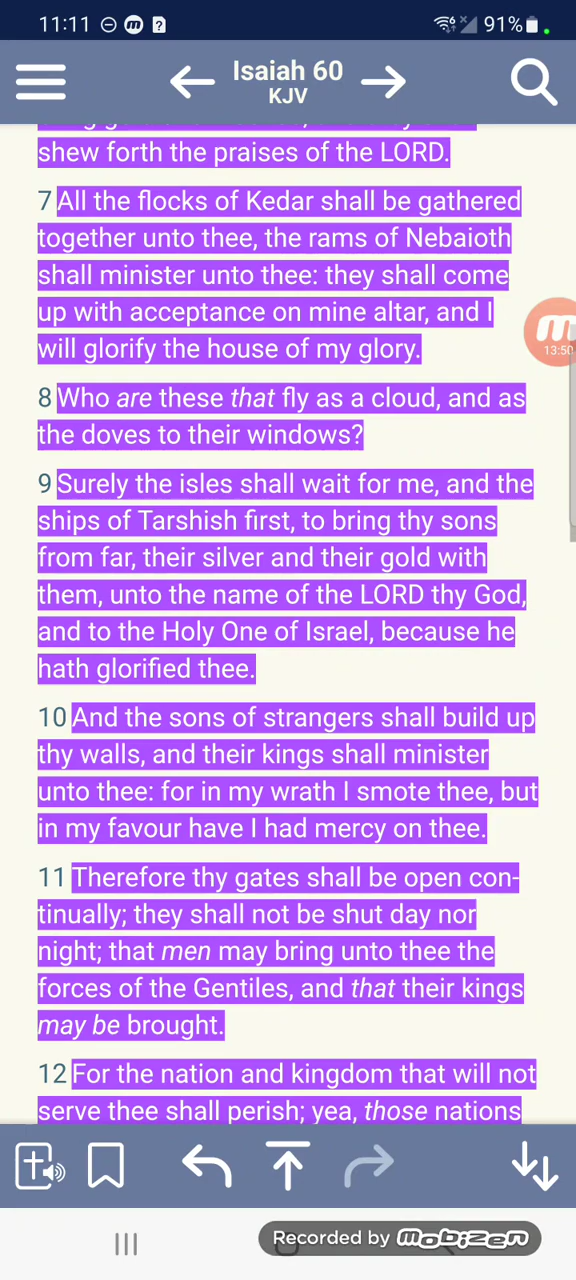 11:11
91%
Isaiah 60
KJV
shew forth the praises of the LORD.
7 All the flocks of Kedar shall be gathered
together unto thee, the rams of Nebaioth
shall minister unto thee: they shall come
up with acceptance on mine altar, and I
will glorify the house of my glory.
13:50
8 Who are these that fly as a cloud, and as
the doves to their windows?
9 Surely the isles shall wait for me, and the
ships of Tarshish first, to bring thy sons
from far, their silver and their gold with
them, unto the name of the LORD thy God,
and to the Holy One of Israel, because he
hath glorified thee.
10 And the sons of strangers shall build up
thy walls, and their kings shall minister
unto thee: for in my wrath I smote thee, but
in my favour have I had mercy on thee.
11 Therefore thy gates shall be open con-
tinually; they shall not be shut day nor
night; that men may bring unto thee the
forces of the Gentiles, and that their kings
may be brought.
12 For the nation and kingdom that will not
serve thee shall perish; yea, those nations
Recorded by mobizen